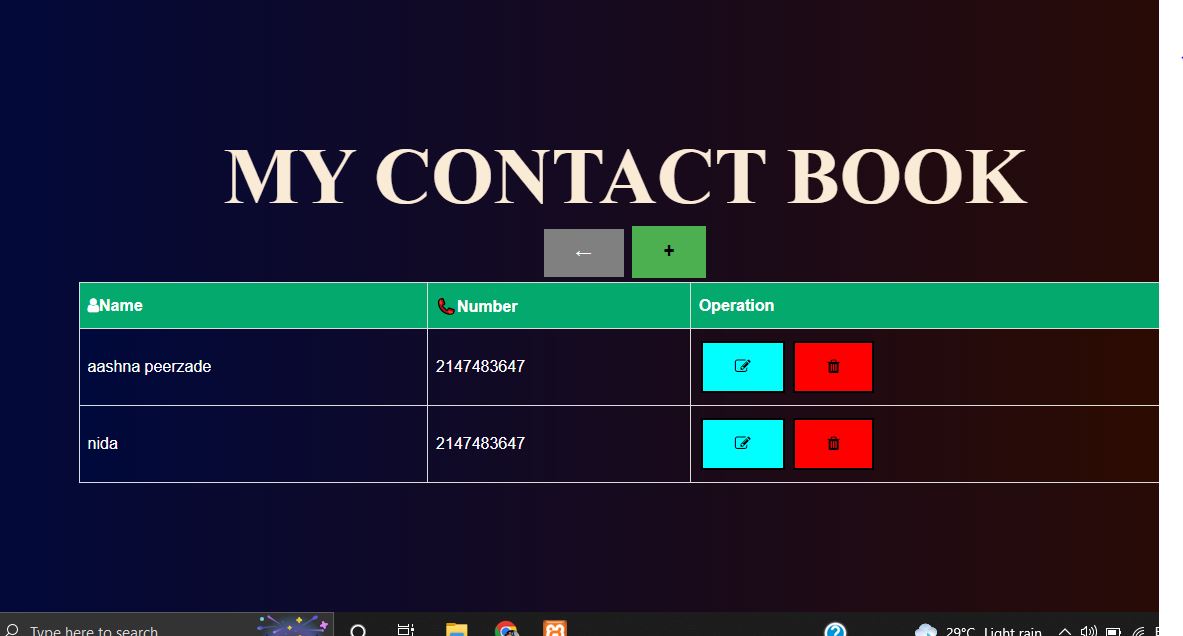 MY CONTACT BOOK
← +
Name Number Operation
aashna peerzade 2147483647
nida 2147483647
Type here to search 29°C Light rain